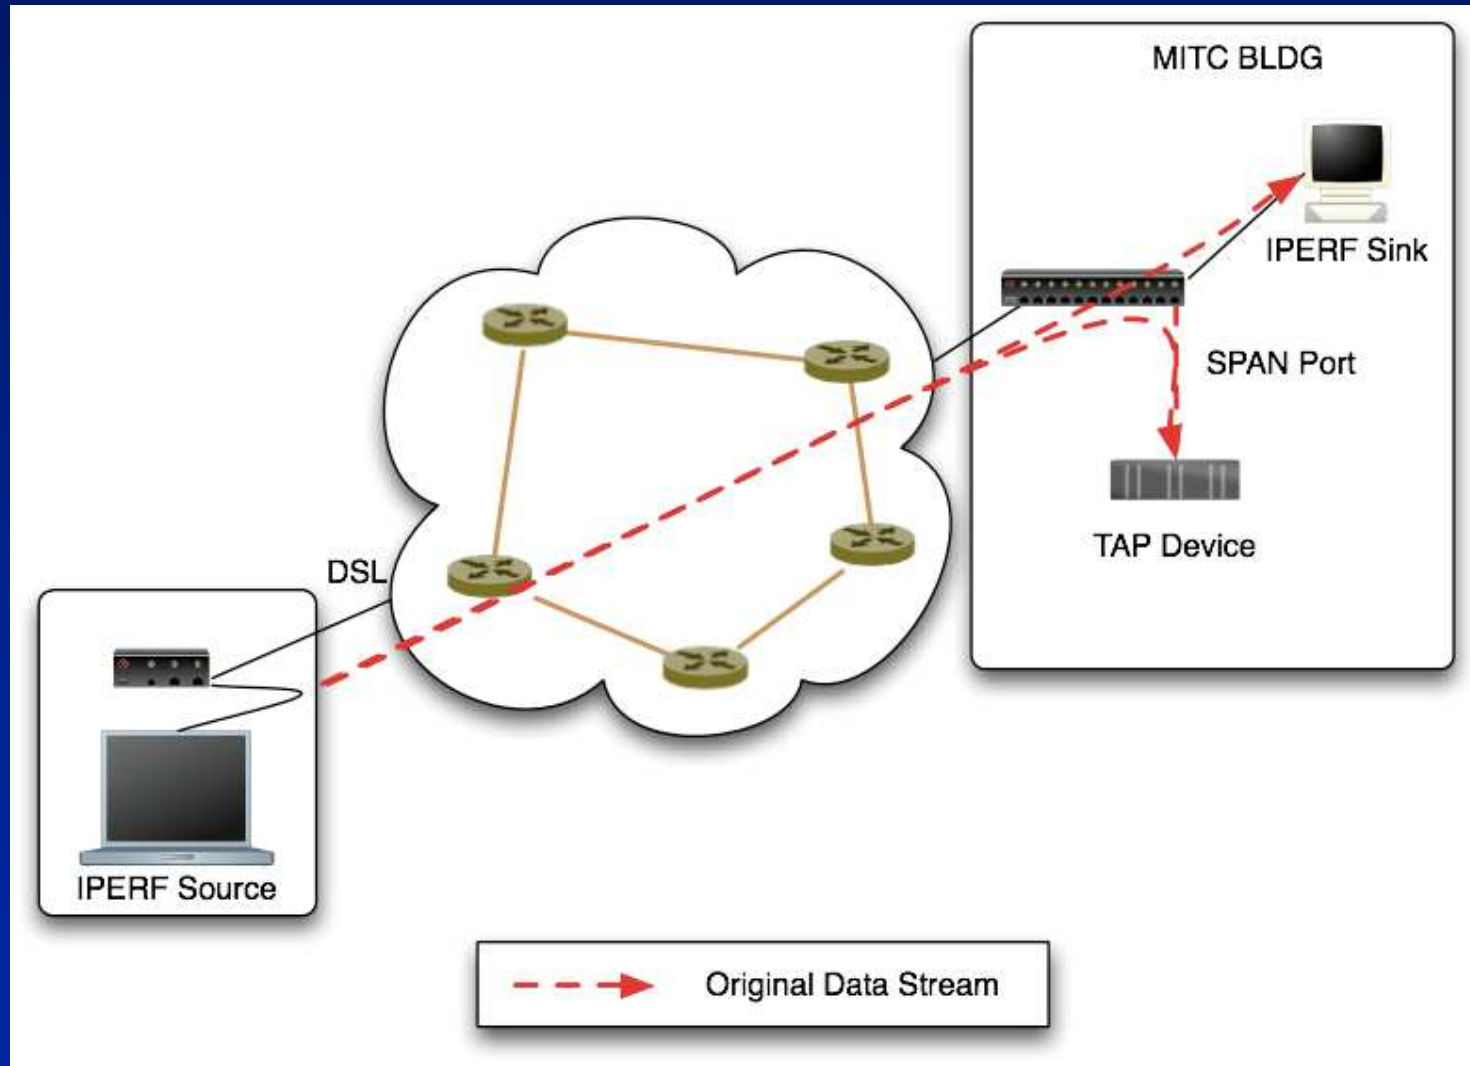 MITC BLDG
IPERF Sink
SPAN Port
TAP Device
DSL
IPERF Source
Original Data Stream